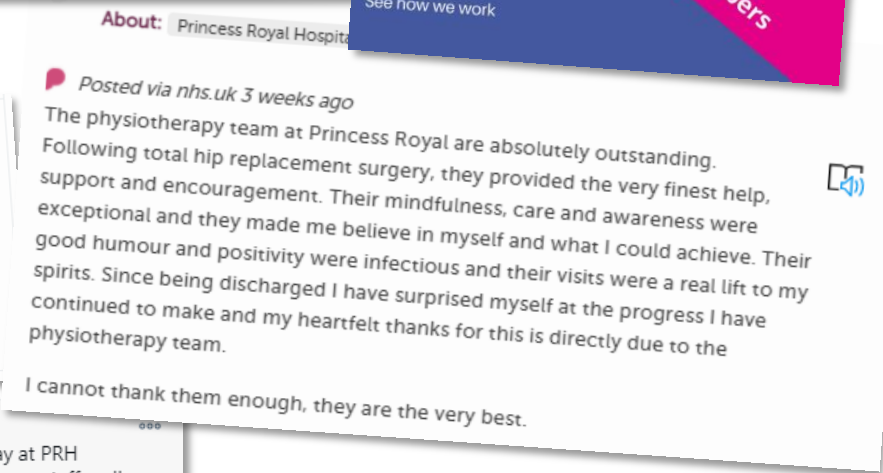 See how we work
ers
About: Princess Royal
Posted via nhs.uk 3 weeks ago
The physiotherapy team at Princess Royal are absolutely outstanding.
Following total hip replacement surgery, they provided the very finest help,
support and encouragement. Their mindfulness, care and awareness were
exceptional and they made me believe in myself and what I could achieve. Their
good humour and positivity were infectious and their visits were a real lift to my
spirits. Since being discharged I have surprised myself at the progress I have
continued to make and my heartfelt thanks for this is directly due to the
physiotherapy team.
I cannot thank them enough, they are the very best.
at PRH